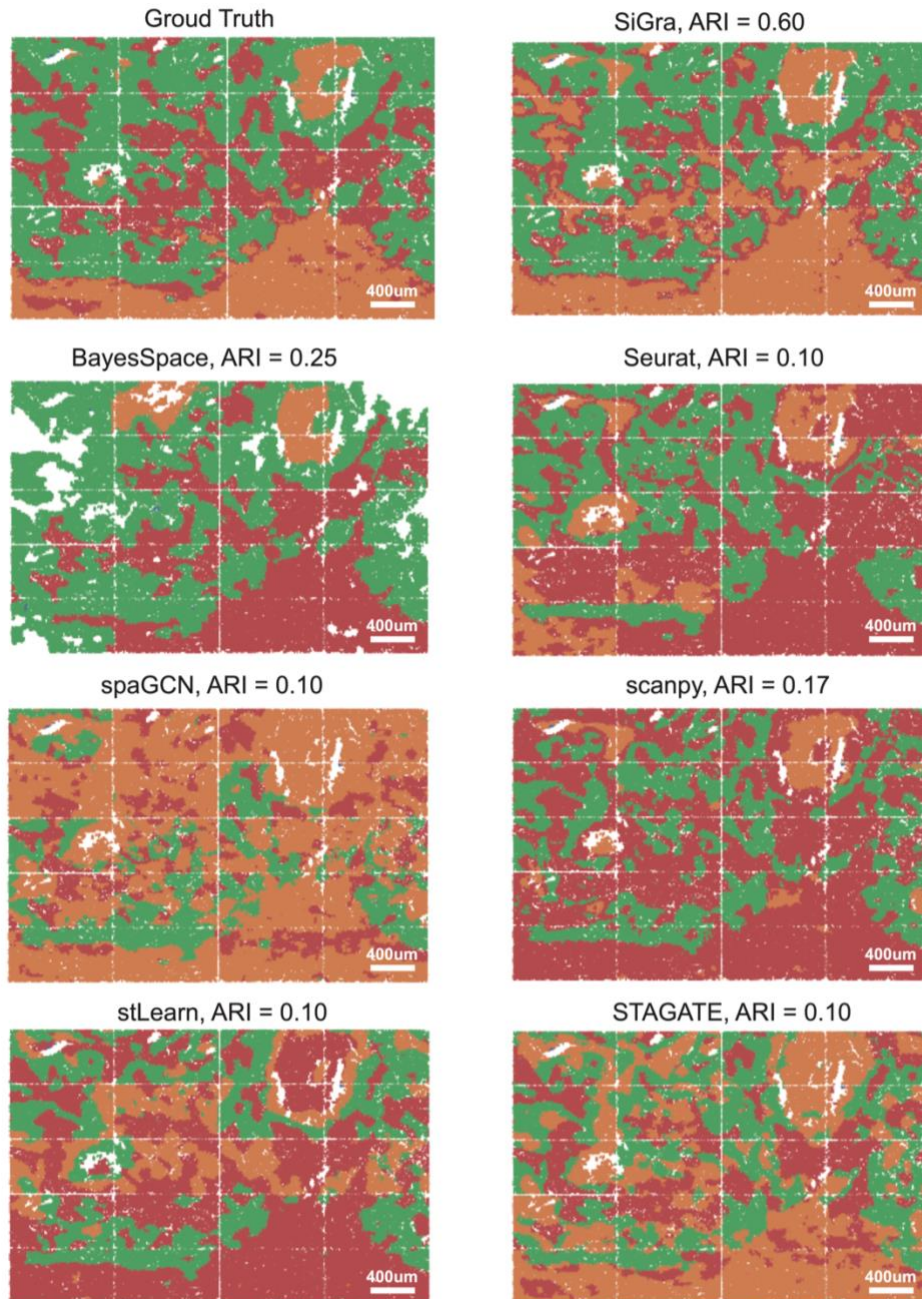 Groud Truth
400um
SiGra, ARI = 0.60
400um
BayesSpace, ARI = 0.25
400um
Seurat, ARI = 0.10
400um
spaGCN, ARI = 0.10
400um
scanpy, ARI = 0.17
400um
stLearn, ARI = 0.10
400um
STAGATE, ARI = 0.10
400um